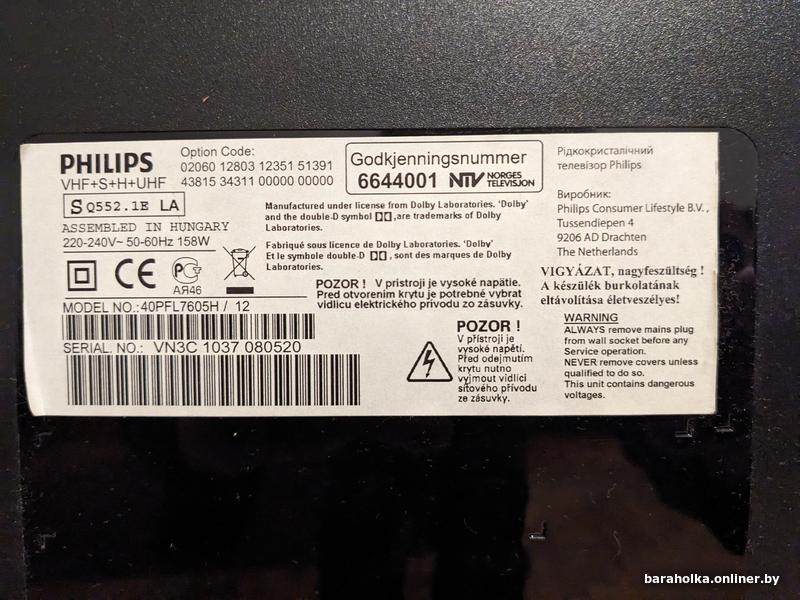 PHILIPS
VHF+S+H+UHF
Option Code:
02060 12803 12351 51391
43815 34311 00000 00000
S Q552.1E LA
ASSEMBLED IN HUNGARY
220-240V~ 50-60Hz 158W
CE
РСТ
АЯ46
MODEL NO.:40PFL7605H / 12
SERIAL NO.: VN3C 1037 080520
Godkjenningsnummer
6644001 NTV NORGES
TELEVISJON
Manufactured under license from Dolby Laboratories. 'Dolby'
and the double-D symbol ,are trademarks of Dolby
Laboratories.
Fabriqué sous licence de Dolby Laboratories. 'Dolby'
Et le symbole double-D , sont des marques de Dolby
Laboratories.
POZOR ! V pristroji je vysoké napätie.
Pred otvorením krytu je potrebné vybrat
vidlicu elektrického prívodu zo zásuvky.
POZOR !
V přístroji je
vysoké napětí.
Před odejmutím
krytu nutno
vyjmout vidlici
síťového přívodu
ze zásuvky.
Рідкокристалічний
телевізор Philips
Виробник:
Philips Consumer Lifestyle B.V.,
Tussendiepen 4
9206 AD Drachten
The Netherlands
VIGYÁZAT, nagyfeszültség !
A készülék burkolatának
eltávolítása életveszélyes!
WARNING
ALWAYS remove mains plug
from wall socket before any
Service operation.
NEVER remove covers unless
qualified to do so.
This unit contains dangerous
voltages.
baraholka.onliner.by